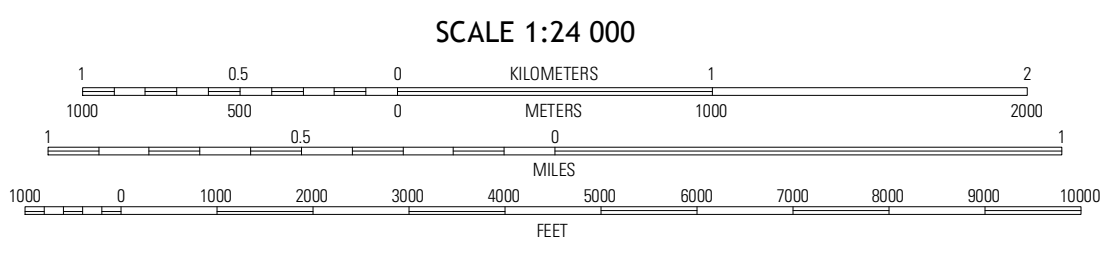 SCALE 1:24 000
1 0.5 0 KILOMETERS 1 2
1000 500 0 METERS 1000 2000
1 0.5 0 1
MILES
1000 0 1000 2000 3000 4000 5000 6000 7000 8000 9000 10000
FEET